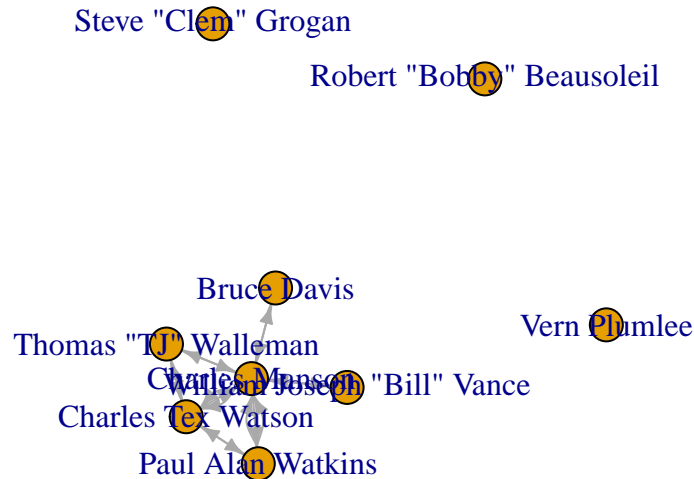 Steve "Clem" Grogan
Robert "Bobby" Beausoleil
Bruce Davis
Vern Plumlee
Thomas "TJ" Walleman
Charles Manson
William Joseph "Bill" Vance
Charles Tex Watson
Paul Alan Watkins